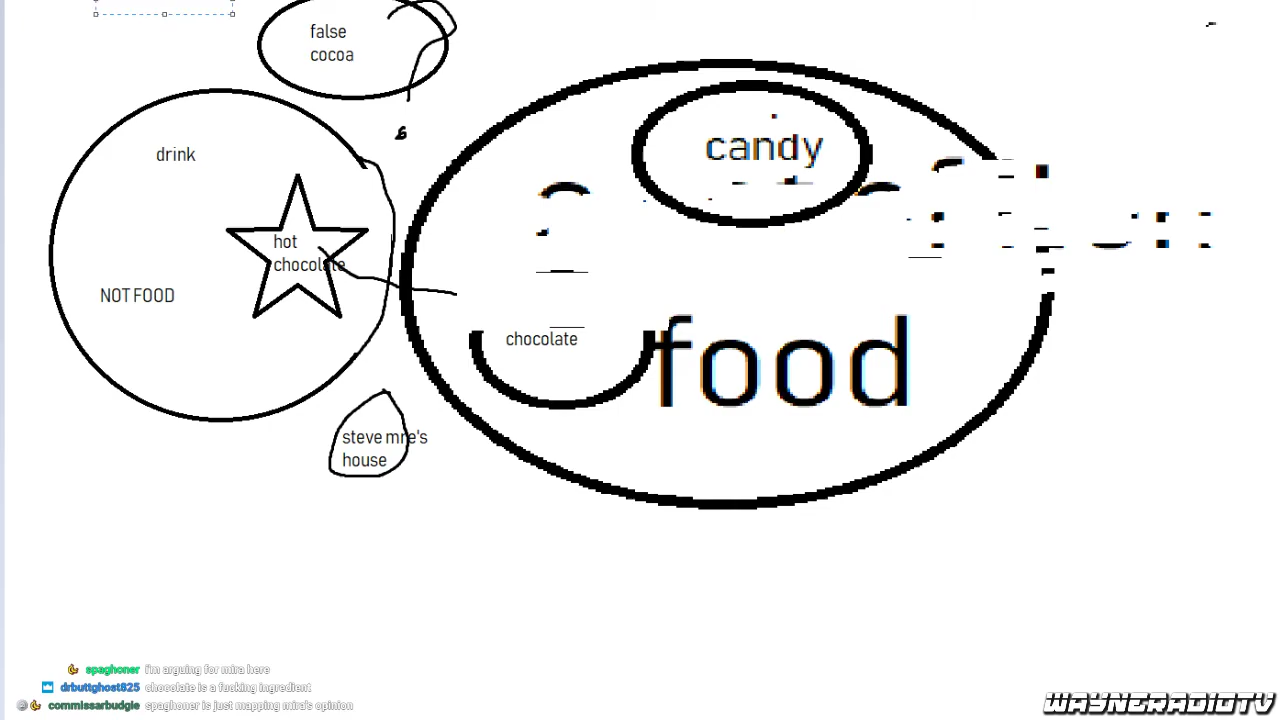 false
cocoa
candy
drink
hot
chocolate
NOT FOOD
chocolate
food
steve mre's
house
spaghoner i'm arguing for mira here
drbuttghost825 chocolate is a fucking ingredient
commissarbudgie spaghoner is just mapping mira's opinion
WAYNERADIOTV